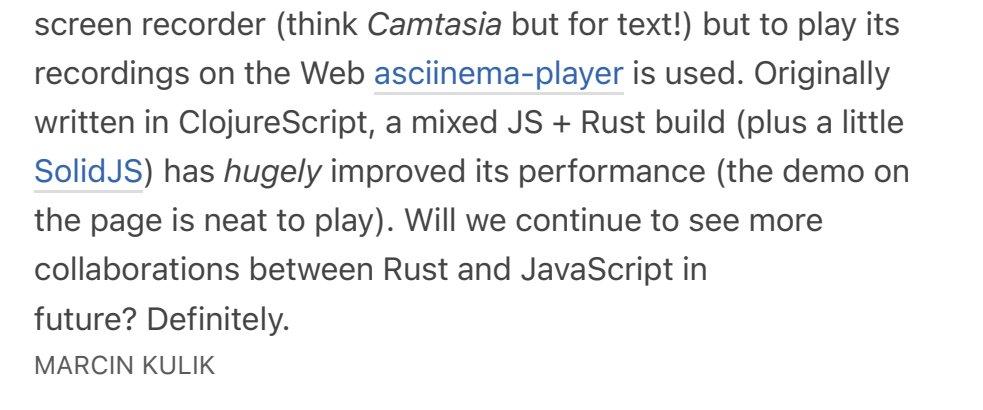 screen recorder (think Camtasia but for text!) but to play its
recordings on the Web asciinema-player is used. Originally
written in ClojureScript, a mixed JS + Rust build (plus a little
SolidJS) has hugely improved its performance (the demo on
the page is neat to play). Will we continue to see more
collaborations between Rust and JavaScript in
future? Definitely.
MARCIN KULIK